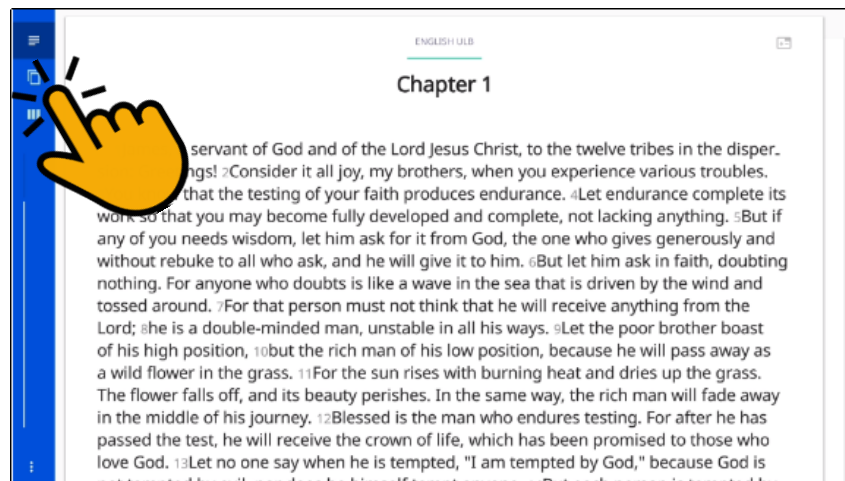 ENGLISH ULB
Chapter 1
servant of God and of the Lord Jesus Christ, to the twelve tribes in the disper-
ngs! 2Consider it all joy, my brothers, when you experience various troubles.
that the testing of your faith produces endurance. 4Let endurance complete its
work so that you may become fully developed and complete, not lacking anything. 5But if
any of you needs wisdom, let him ask for it from God, the one who gives generously and
without rebuke to all who ask, and he will give it to him. 6But let him ask in faith, doubting
nothing. For anyone who doubts is like a wave in the sea that is driven by the wind and
tossed around. 7For that person must not think that he will receive anything from the
Lord; 8he is a double-minded man, unstable in all his ways. 9Let the poor brother boast
of his high position, 10but the rich man of his low position, because he will pass away as
a wild flower in the grass. 11For the sun rises with burning heat and dries up the grass.
The flower falls off, and its beauty perishes. In the same way, the rich man will fade away
in the middle of his journey. 12Blessed is the man who endures testing. For after he has
passed the test, he will receive the crown of life, which has been promised to those who
love God. 13Let no one say when he is tempted, "I am tempted by God," because God is